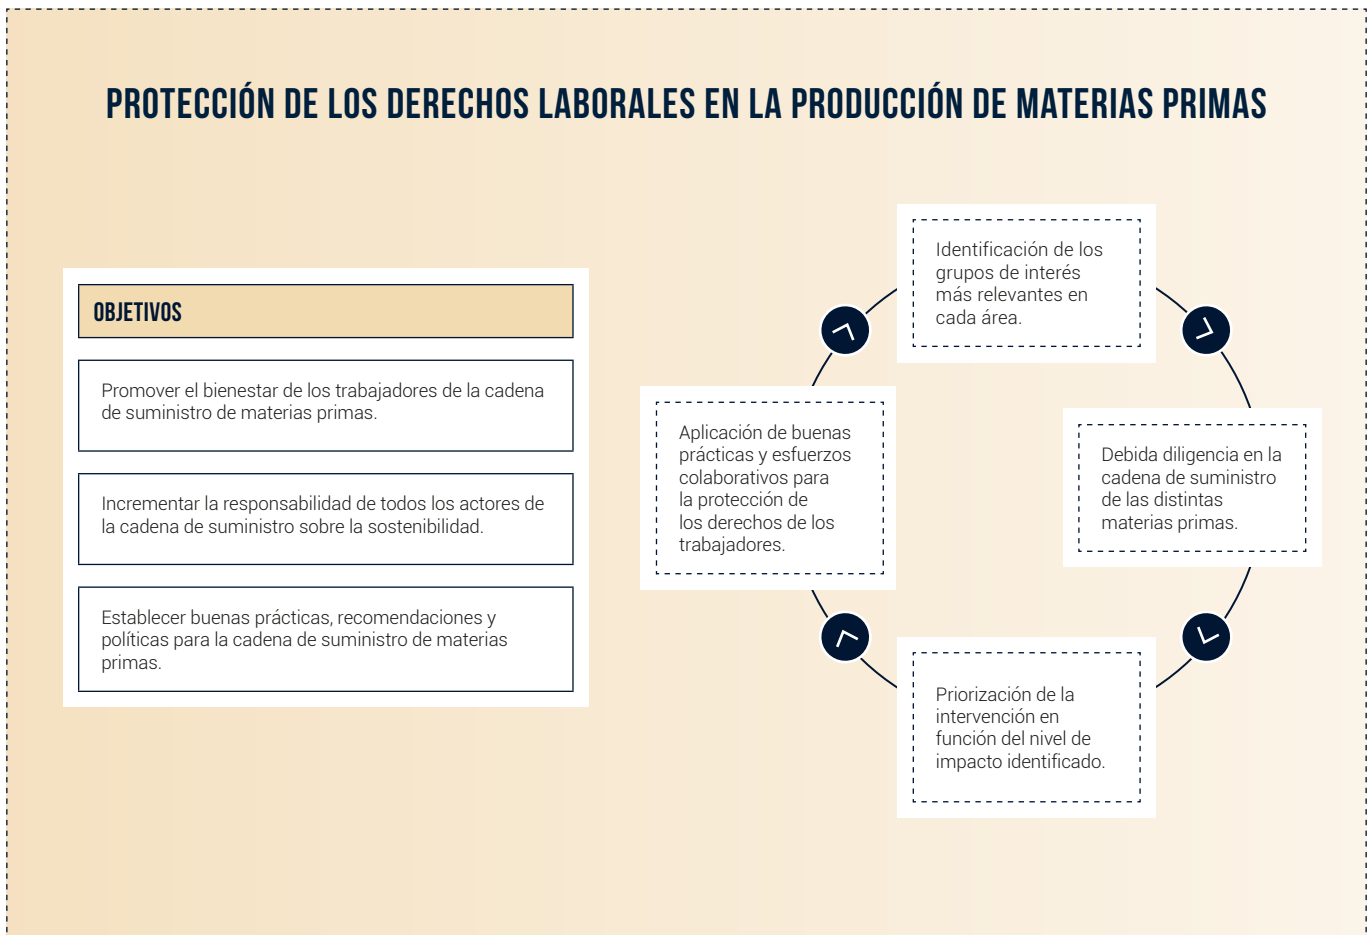 PROTECCIÓN DE LOS DERECHOS LABORALES EN LA PRODUCCIÓN DE MATERIAS PRIMAS
OBJETIVOS
Promover el bienestar de los trabajadores de la cadena
de suministro de materias primas.
Incrementar la responsabilidad de todos los actores de
la cadena de suministro sobre la sostenibilidad.
Establecer buenas prácticas, recomendaciones y
políticas para la cadena de suministro de materias
primas.
Identificación de los
grupos de interés
más relevantes en
cada área.
Debida diligencia en la
cadena de suministro
de las distintas
materias primas.
Priorización de la
intervención en
función del nivel de
impacto identificado.
Aplicación de buenas
prácticas y esfuerzos
colaborativos para
la protección de
los derechos de los
trabajadores.